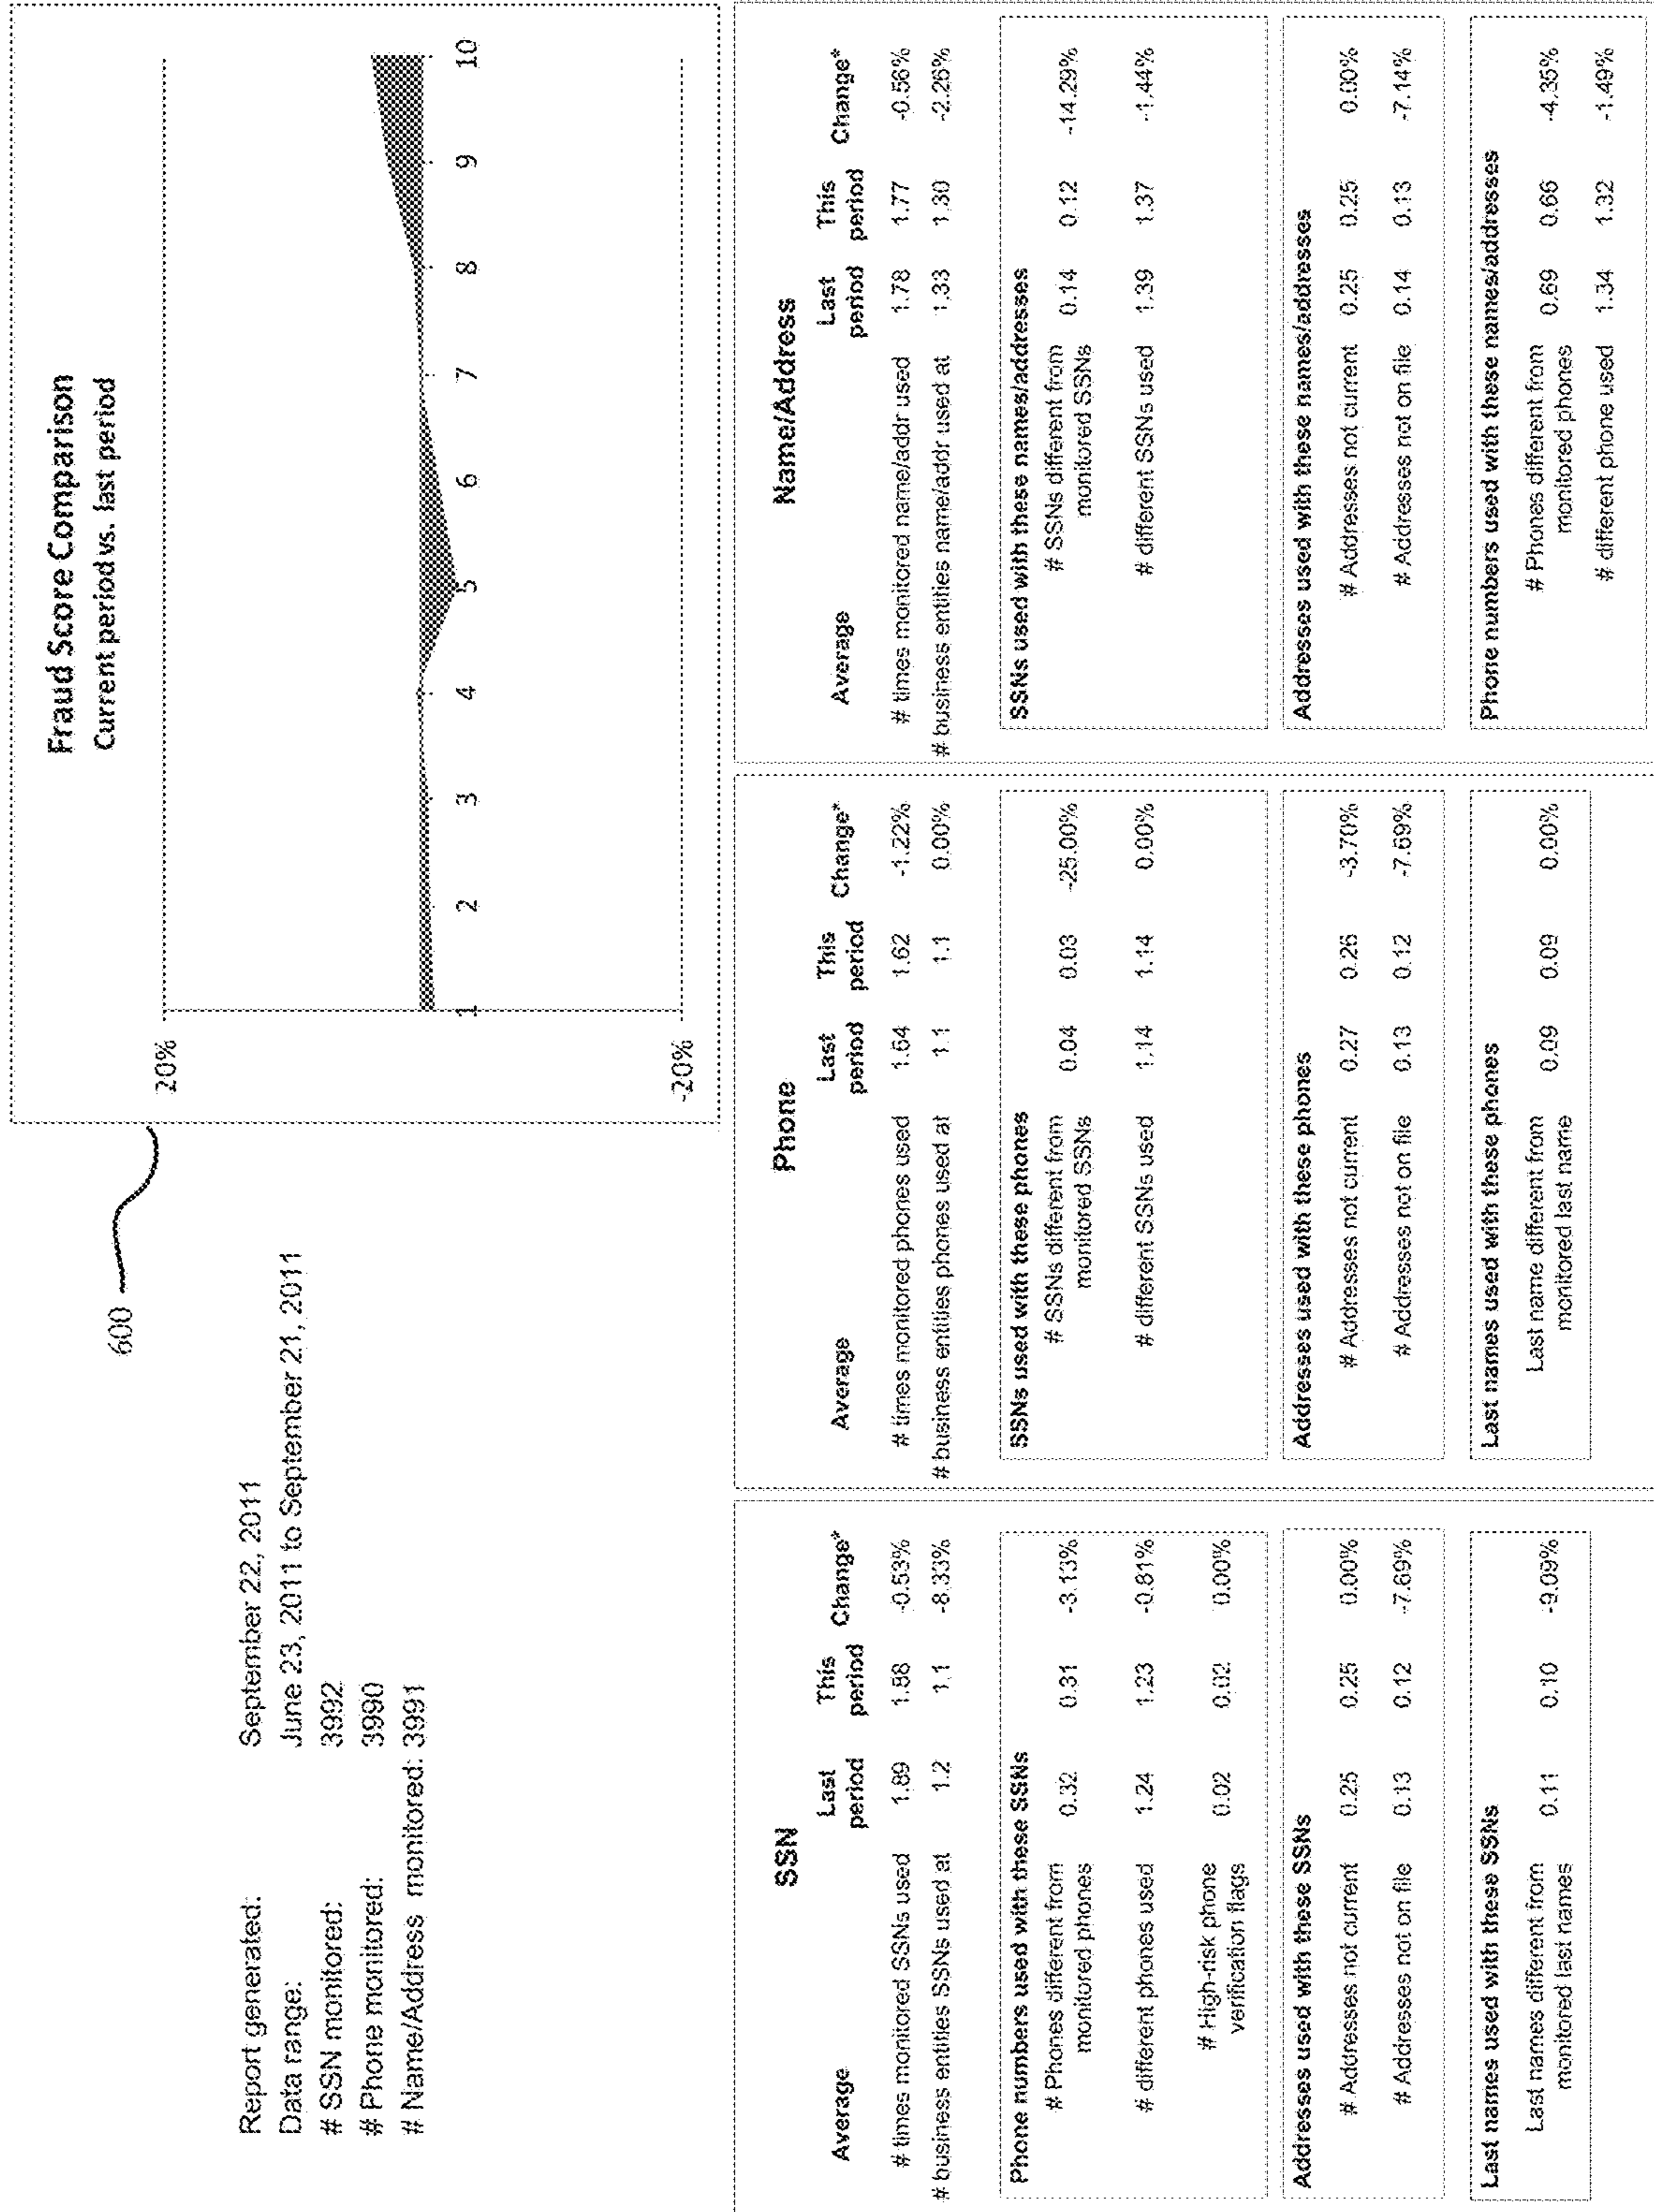 Report generated: September 22, 2011
Data range: June 23, 2011 to September 21, 2011
# SSN monitored: 3992
# Phone monitored: 3990
# Name/Address monitored: 3991
600
Fraud Score Comparison
Current period vs. last period
20%
-20%
1 2 3 4 5 6 7 8 9 10
SSN
Average Last period This period Change*
# times monitored SSNs used 1.89 1.88 -0.53%
# business entities SSNs used at 1.2 1.1 -8.33%
Phone numbers used with these SSNs
# Phones different from
monitored phones 0.32 0.31 -3.13%
# different phones used 1.24 1.23 -0.81%
# High-risk phone
verification flags 0.02 0.02 0.00%
Addresses used with these SSNs
# Addresses not current 0.25 0.25 0.00%
# Addresses not on file 0.13 0.12 -7.69%
Last names used with these SSNs
Last names different from
monitored last names 0.11 0.10 -9.09%
Phone
Average Last period This period Change*
# times monitored phones used 1.64 1.62 -1.22%
# business entities phones used at 1.1 1.1 0.00%
SSNs used with these phones
# SSNs different from
monitored SSNs 0.04 0.03 -25.00%
# different SSNs used 1.14 1.14 0.00%
Addresses used with these phones
# Addresses not current 0.27 0.26 -3.70%
# Addresses not on file 0.13 0.12 -7.69%
Last names used with these phones
Last name different from
monitored last name 0.09 0.09 0.00%
Name/Address
Average Last period This period Change*
# times monitored name/addr used 1.78 1.77 -0.56%
# business entities name/addr used at 1.33 1.30 -2.26%
SSNs used with these names/addresses
# SSNs different from
monitored SSNs 0.14 0.12 -14.29%
# different SSNs used 1.39 1.37 -1.44%
Addresses used with these names/addresses
# Addresses not current 0.25 0.25 0.00%
# Addresses not on file 0.14 0.13 -7.14%
Phone numbers used with these names/addresses
# Phones different from
monitored phones 0.69 0.66 -4.35%
# different phone used 1.34 1.32 -1.49%